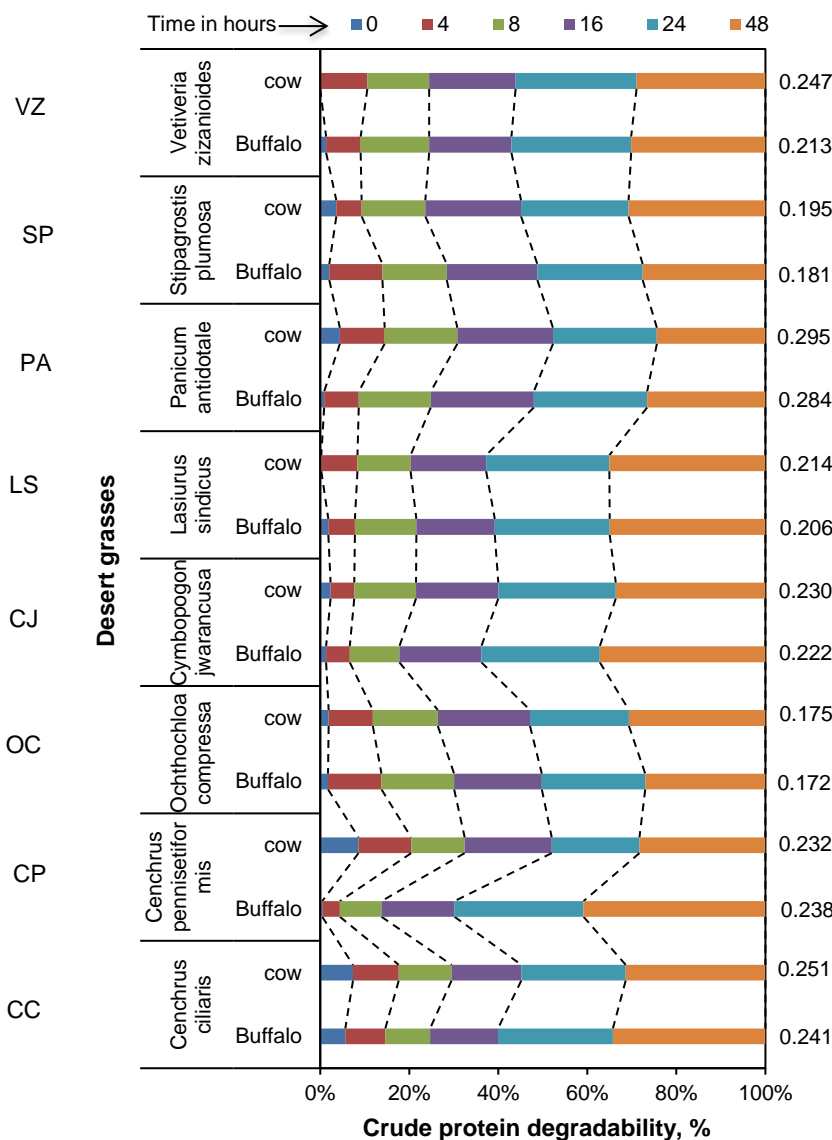 Time in hours 0 4 8 16 24 48
VZ
Vetiveria
zizanioides
cow 0.247
Buffalo 0.213
SP
Stipagrostis
plumosa
cow 0.195
Buffalo 0.181
PA
Panicum
antidotale
cow 0.295
Buffalo 0.284
LS
Lasiurus
sindicus
cow 0.214
Buffalo 0.206
Desert grasses
CJ
Cymbopogon
jwarancusa
cow 0.230
Buffalo 0.222
OC
Ochthochloa
compressa
cow 0.175
Buffalo 0.172
CP
Cenchrus
pennisetifor
mis
cow 0.232
Buffalo 0.238
CC
Cenchrus
ciliaris
cow 0.251
Buffalo 0.241
0% 20% 40% 60% 80% 100%
Crude protein degradability, %